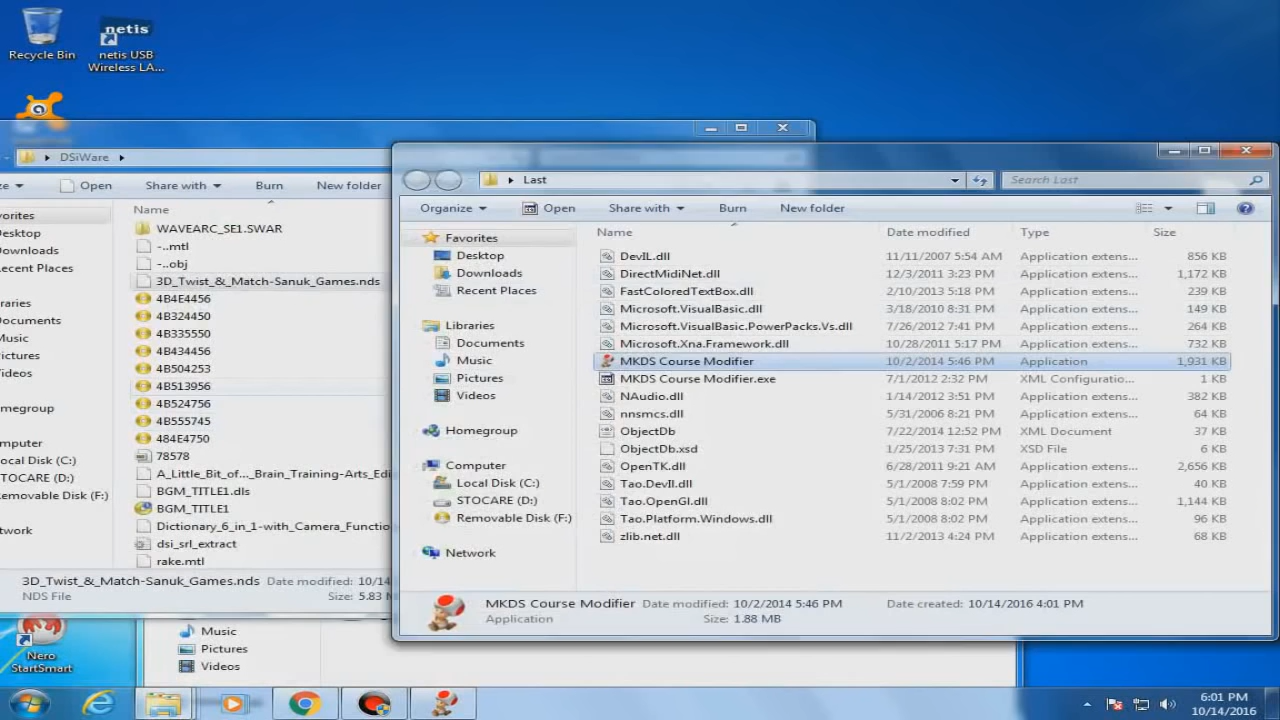 Recycle Bin
netis
netis USB
Wireless LA...
DSiWare
Open
Share with
Burn
New folder
Name
WAVEARC_SE1.SWAR
-..mtl
-..obj
3D_Twist_&_Match-Sanuk_Games.nds
4B4E4456
4B324450
4B335550
4B434456
4B504253
4B513956
4B524756
4B555745
484E4750
78578
A_Little_Bit_of..._Brain_Training-Arts_Edi
BGM_TITLE1.dls
BGM_TITLE1
Dictionary_6_in_1-with_Camera_Functio
dsi_srl_extract
rake.mtl
vorites
Desktop
ownloads
ecent Places
raries
ocuments
Music
ictures
ideos
omegroup
mputer
ocal Disk (C:)
TOCARE (D:)
emovable Disk (F:)
twork
3D_Twist_&_Match-Sanuk_Games.nds Date modified: 10/14
NDS File Size: 5.83 M
Last
Search Last
Organize
Open
Share with
Burn
New folder
Favorites
Desktop
Downloads
Recent Places
Libraries
Documents
Music
Pictures
Videos
Homegroup
Computer
Local Disk (C:)
STOCARE (D:)
Removable Disk (F:)
Network
Name Date modified Type Size
DevIL.dll 11/11/2007 5:54 AM Application extens... 856 KB
DirectMidiNet.dll 12/3/2011 3:23 PM Application extens... 1,172 KB
FastColoredTextBox.dll 2/10/2013 5:18 PM Application extens... 239 KB
Microsoft.VisualBasic.dll 3/18/2010 8:31 PM Application extens... 149 KB
Microsoft.VisualBasic.PowerPacks.Vs.dll 7/26/2012 7:41 PM Application extens... 264 KB
Microsoft.Xna.Framework.dll 10/28/2011 5:17 PM Application extens... 732 KB
MKDS Course Modifier 10/2/2014 5:46 PM Application 1,931 KB
MKDS Course Modifier.exe 7/1/2012 2:32 PM XML Configuratio... 1 KB
NAudio.dll 1/14/2012 3:51 PM Application extens... 382 KB
nnsmcs.dll 5/31/2006 8:21 PM Application extens... 64 KB
ObjectDb 7/22/2014 12:52 PM XML Document 37 KB
ObjectDb.xsd 1/25/2013 7:31 PM XSD File 6 KB
OpenTK.dll 6/28/2011 9:21 AM Application extens... 2,656 KB
Tao.DevIl.dll 5/1/2008 7:59 PM Application extens... 40 KB
Tao.OpenGl.dll 5/1/2008 8:02 PM Application extens... 1,144 KB
Tao.Platform.Windows.dll 5/1/2008 8:02 PM Application extens... 96 KB
zlib.net.dll 11/2/2013 4:24 PM Application extens... 68 KB
MKDS Course Modifier Date modified: 10/2/2014 5:46 PM Date created: 10/14/2016 4:01 PM
Application Size: 1.88 MB
Nero
StartSmart
Music
Pictures
Videos
6:01 PM
10/14/2016